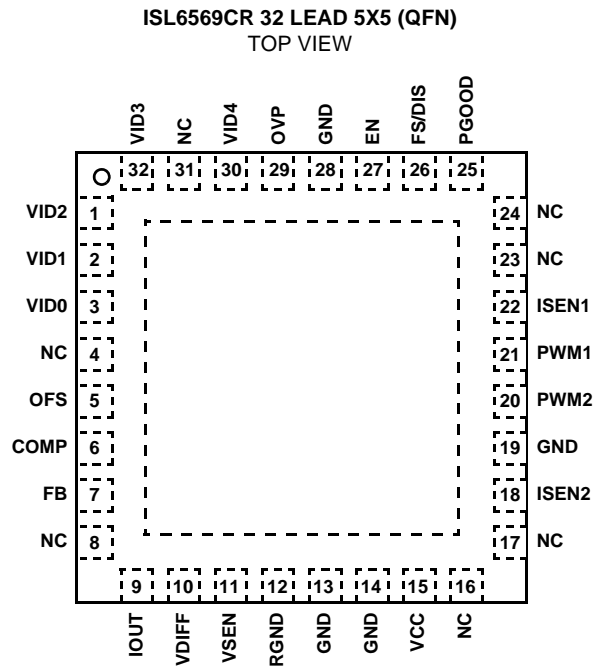 ISL6569CR 32 LEAD 5X5 (QFN)
TOP VIEW
VID3 NC VID4 OVP GND EN FS/DIS PGOOD
32 31 30 29 28 27 26 25
VID2 1 24 NC
VID1 2 23 NC
VID0 3 22 ISEN1
NC 4 21 PWM1
OFS 5 20 PWM2
COMP 6 19 GND
FB 7 18 ISEN2
NC 8 17 NC
9 10 11 12 13 14 15 16
IOUT VDIFF VSEN RGND GND GND VCC NC